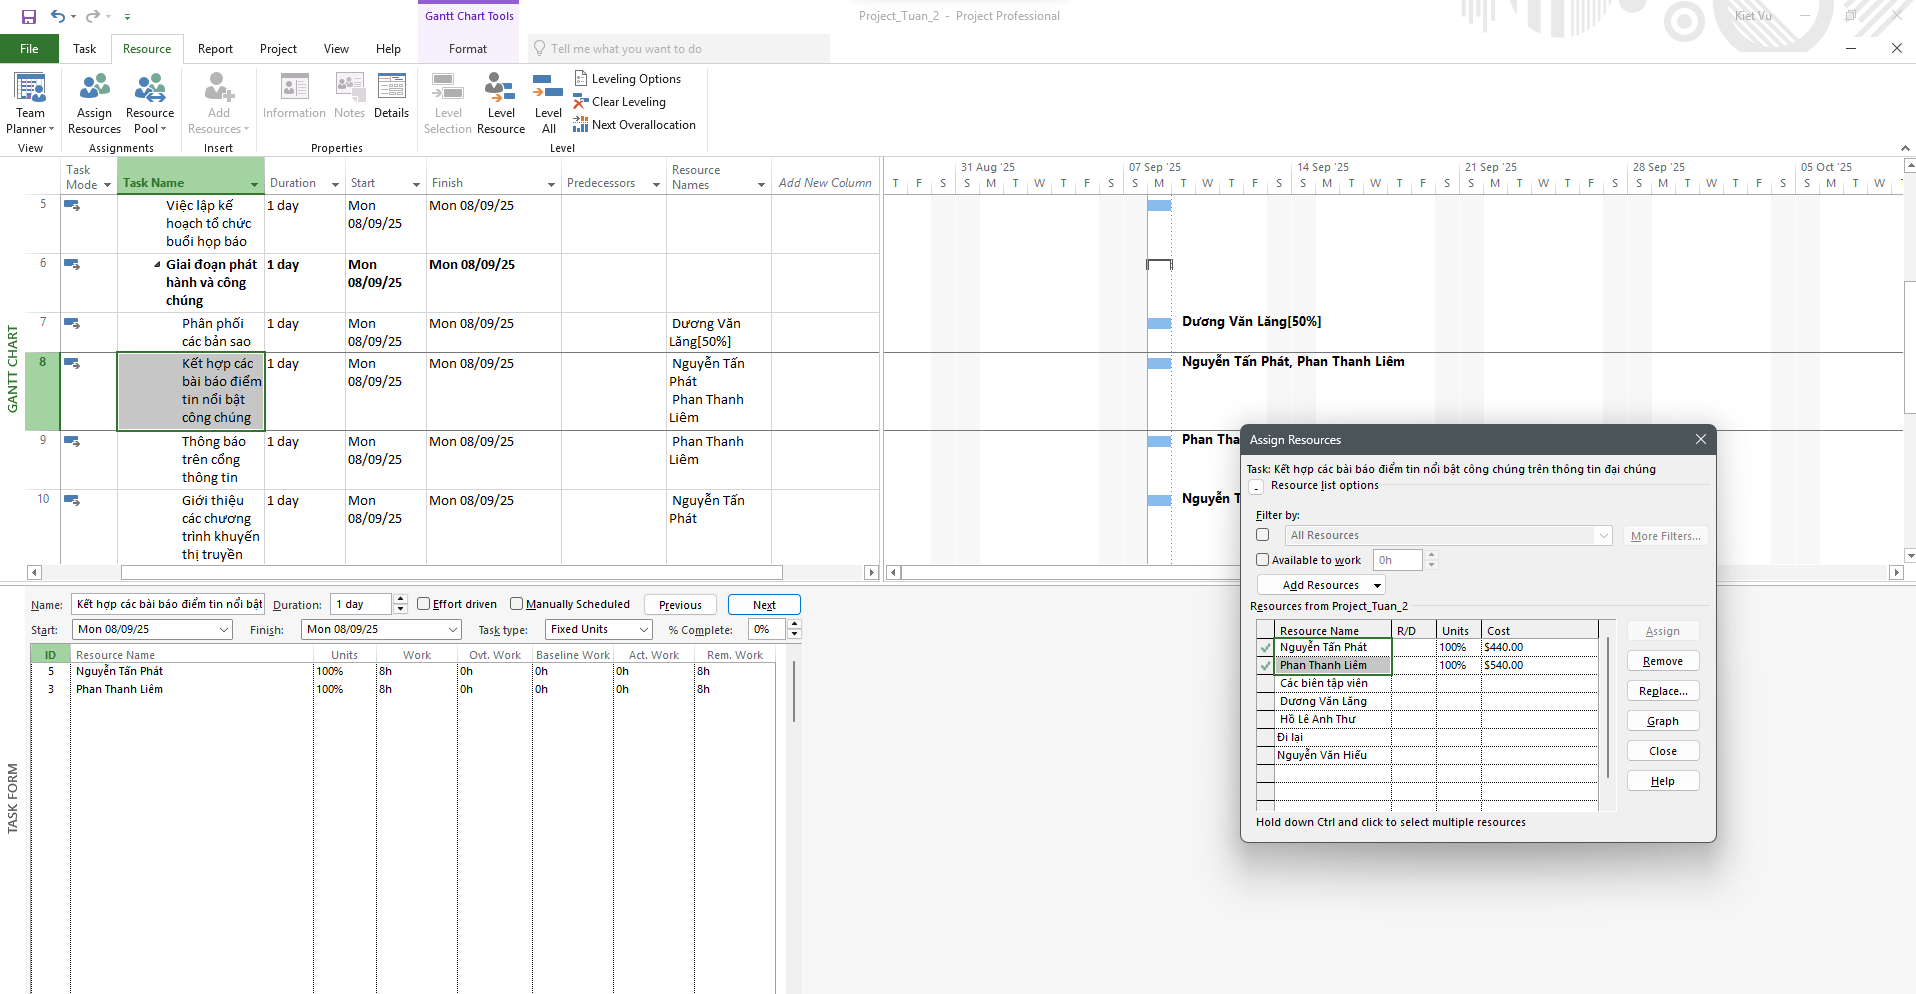 Gantt Chart Tools
Project_Tuan_2 - Project Professional
Kiet Vu
File Task Resource Report Project View Help Format Tell me what you want to do
Team Planner
Assign Resources
Resource Pool
Add Resources
Information
Notes
Details
Level Selection
Level Resource
Level All
Leveling Options
Clear Leveling
Next Overallocation
View Assignments Insert Properties Level
Task Mode Task Name Duration Start Finish Predecessors Resource Names Add New Column
31 Aug '25 07 Sep '25 14 Sep '25 21 Sep '25 28 Sep '25 05 Oct '25
T F S S M T W T F S S M T W T F S S M T W T F S S M T W T F S S M T W T F S S M T W
GANTT CHART
5 Việc lập kế hoạch tổ chức buổi họp báo 1 day Mon 08/09/25 Mon 08/09/25
6 Giai đoạn phát hành và công chúng 1 day Mon 08/09/25 Mon 08/09/25
7 Phân phối các bản sao 1 day Mon 08/09/25 Mon 08/09/25 Dương Văn Lăng[50%]
Dương Văn Lăng[50%]
8 Kết hợp các bài báo điểm tin nổi bật công chúng 1 day Mon 08/09/25 Mon 08/09/25 Nguyễn Tấn Phát Phan Thanh Liêm
Nguyễn Tấn Phát, Phan Thanh Liêm
9 Thông báo trên cổng thông tin 1 day Mon 08/09/25 Mon 08/09/25 Phan Thanh Liêm
Phan Tha
10 Giới thiệu các chương trình khuyến thị truyền 1 day Mon 08/09/25 Mon 08/09/25 Nguyễn Tấn Phát
Nguyễn T
TASK FORM
Name: Kết hợp các bài báo điểm tin nổi bật Duration: 1 day Effort driven Manually Scheduled Previous Next
Start: Mon 08/09/25 Finish: Mon 08/09/25 Task type: Fixed Units % Complete: 0%
ID Resource Name Units Work Ovt. Work Baseline Work Act. Work Rem. Work
5 Nguyễn Tấn Phát 100% 8h 0h 0h 0h 8h
3 Phan Thanh Liêm 100% 8h 0h 0h 0h 8h
Assign Resources
Task: Kết hợp các bài báo điểm tin nổi bật công chúng trên thông tin đại chúng
- Resource list options
Filter by:
All Resources More Filters...
Available to work 0h
Add Resources
Resources from Project_Tuan_2
Resource Name R/D Units Cost
Nguyễn Tấn Phát 100% $440.00
Phan Thanh Liêm 100% $540.00
Các biên tập viên
Dương Văn Lăng
Hồ Lê Anh Thư
Đi lại
Nguyễn Văn Hiếu
Assign
Remove
Replace...
Graph
Close
Help
Hold down Ctrl and click to select multiple resources